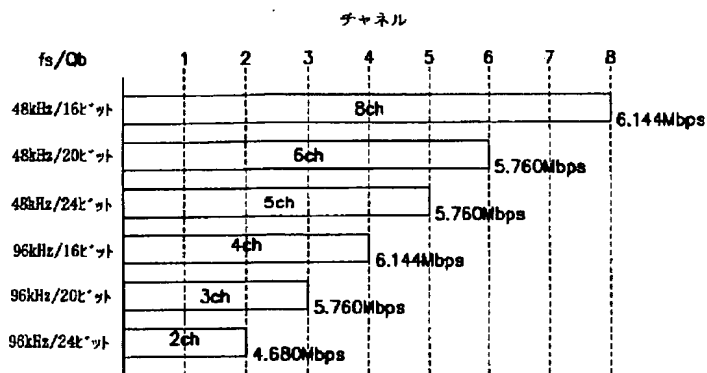 チャネル
fs/Qb 1 2 3 4 5 6 7 8
48kHz/16ビット 8ch 6.144Mbps
48kHz/20ビット 6ch 5.760Mbps
48kHz/24ビット 5ch 5.760Mbps
96kHz/16ビット 4ch 6.144Mbps
96kHz/20ビット 3ch 5.760Mbps
96kHz/24ビット 2ch 4.680Mbps